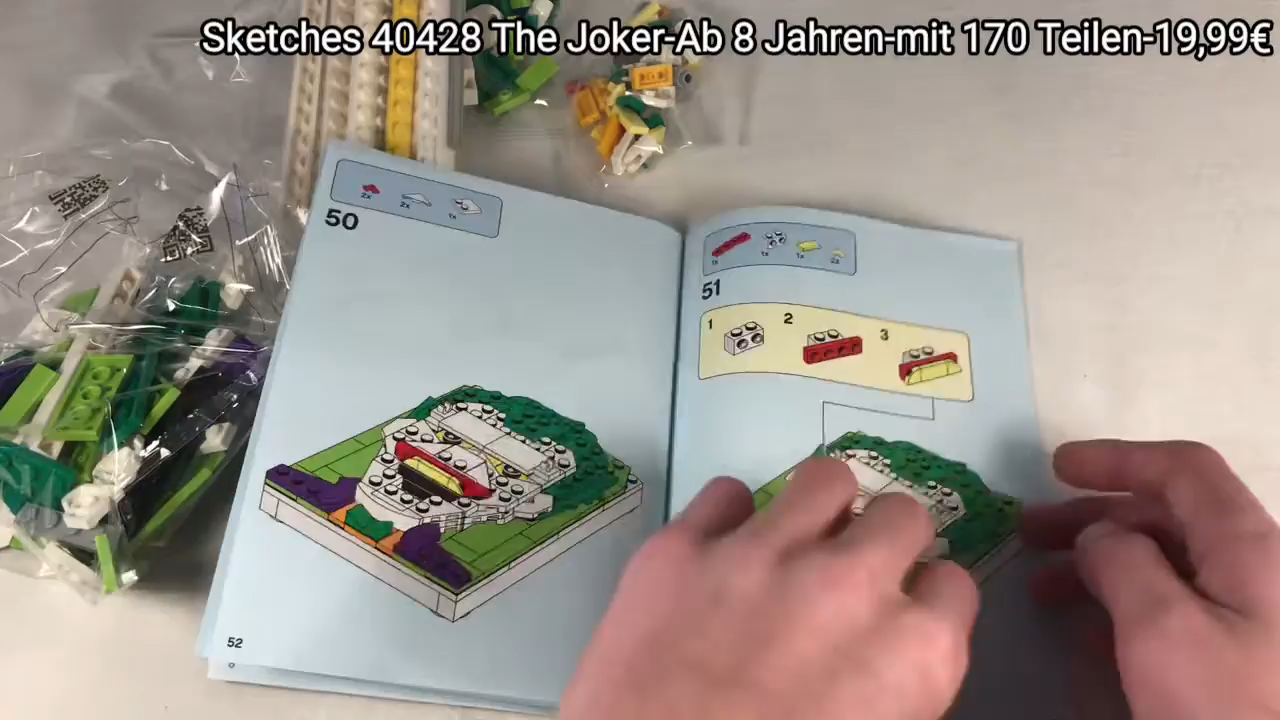 Sketches 40428 The Joker-Ab 8 Jahren-mit 170 Teilen-19,99€
2x 2x 1x
50
1x 1x 1x 2x
51
1 2 3
52